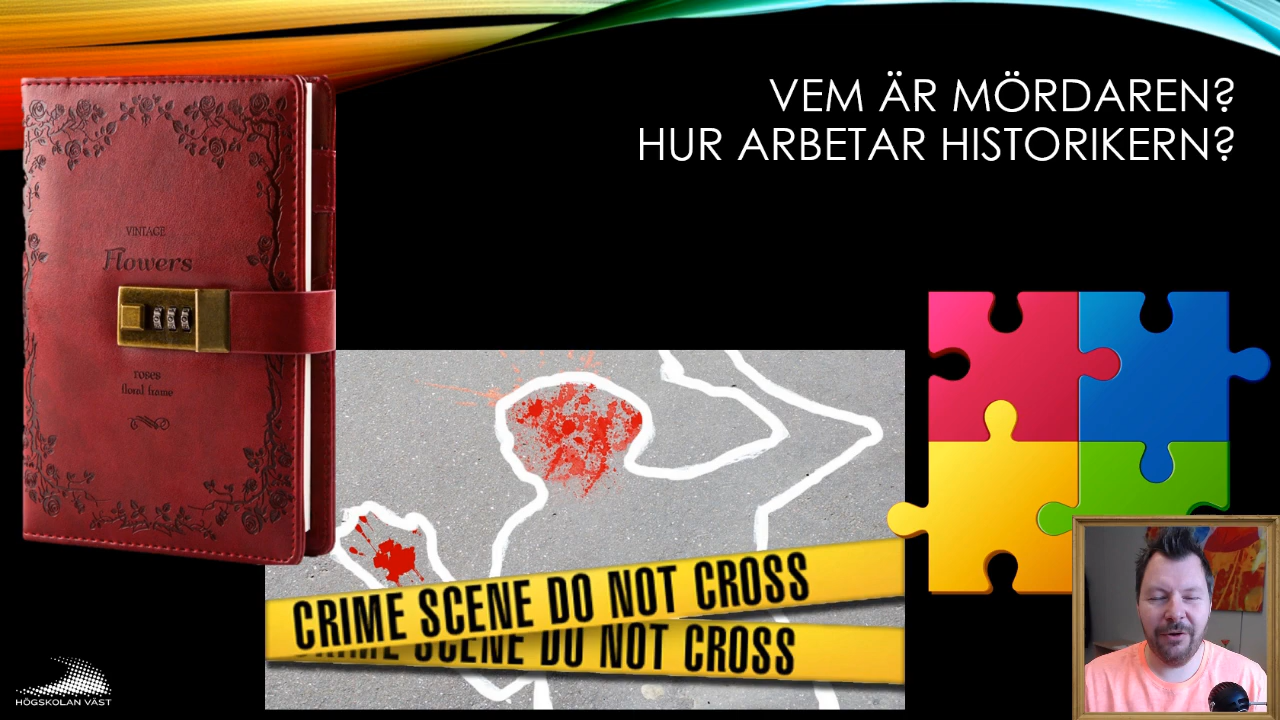 VEM ÄR MÖRDAREN?
HUR ARBETAR HISTORIKERN?
VINTAGE
Flowers
roses
floral frame
CRIME SCENE DO NOT CROSS
CRIME SCENE DO NOT CROSS
HÖGSKOLAN VÄST